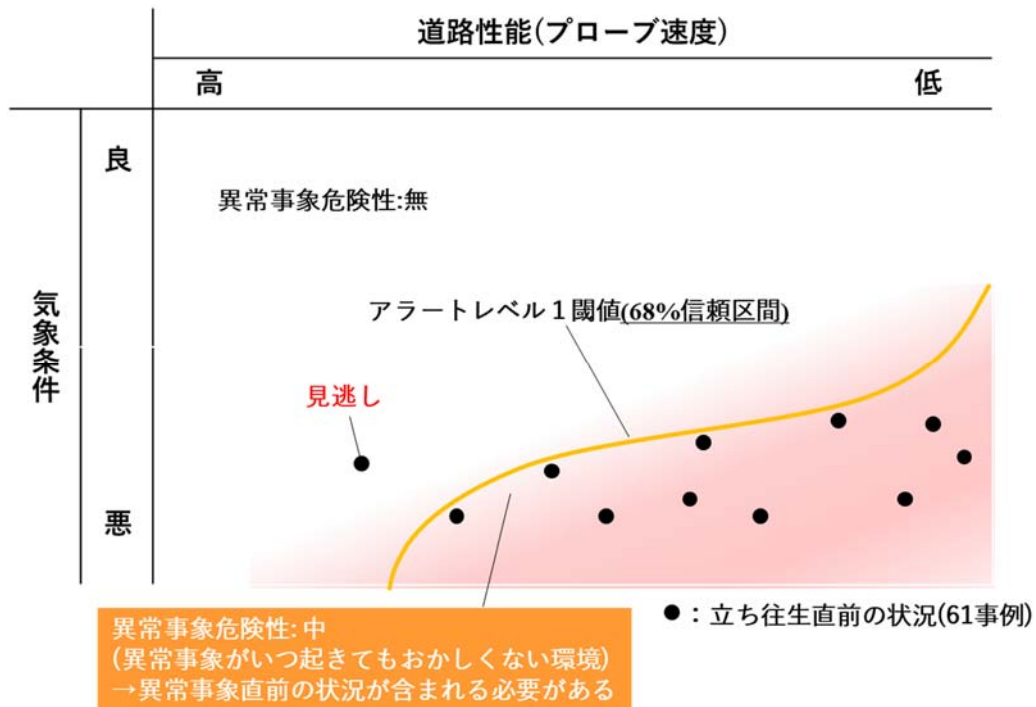 道路性能(プローブ速度)
高
低
良
異常事象危険性:無
アラートレベル１閾値(68%信頼区間)
気象条件
見逃し
悪
異常事象危険性: 中
(異常事象がいつ起きてもおかしくない環境)
→異常事象直前の状況が含まれる必要がある
●：立ち往生直前の状況(61事例)